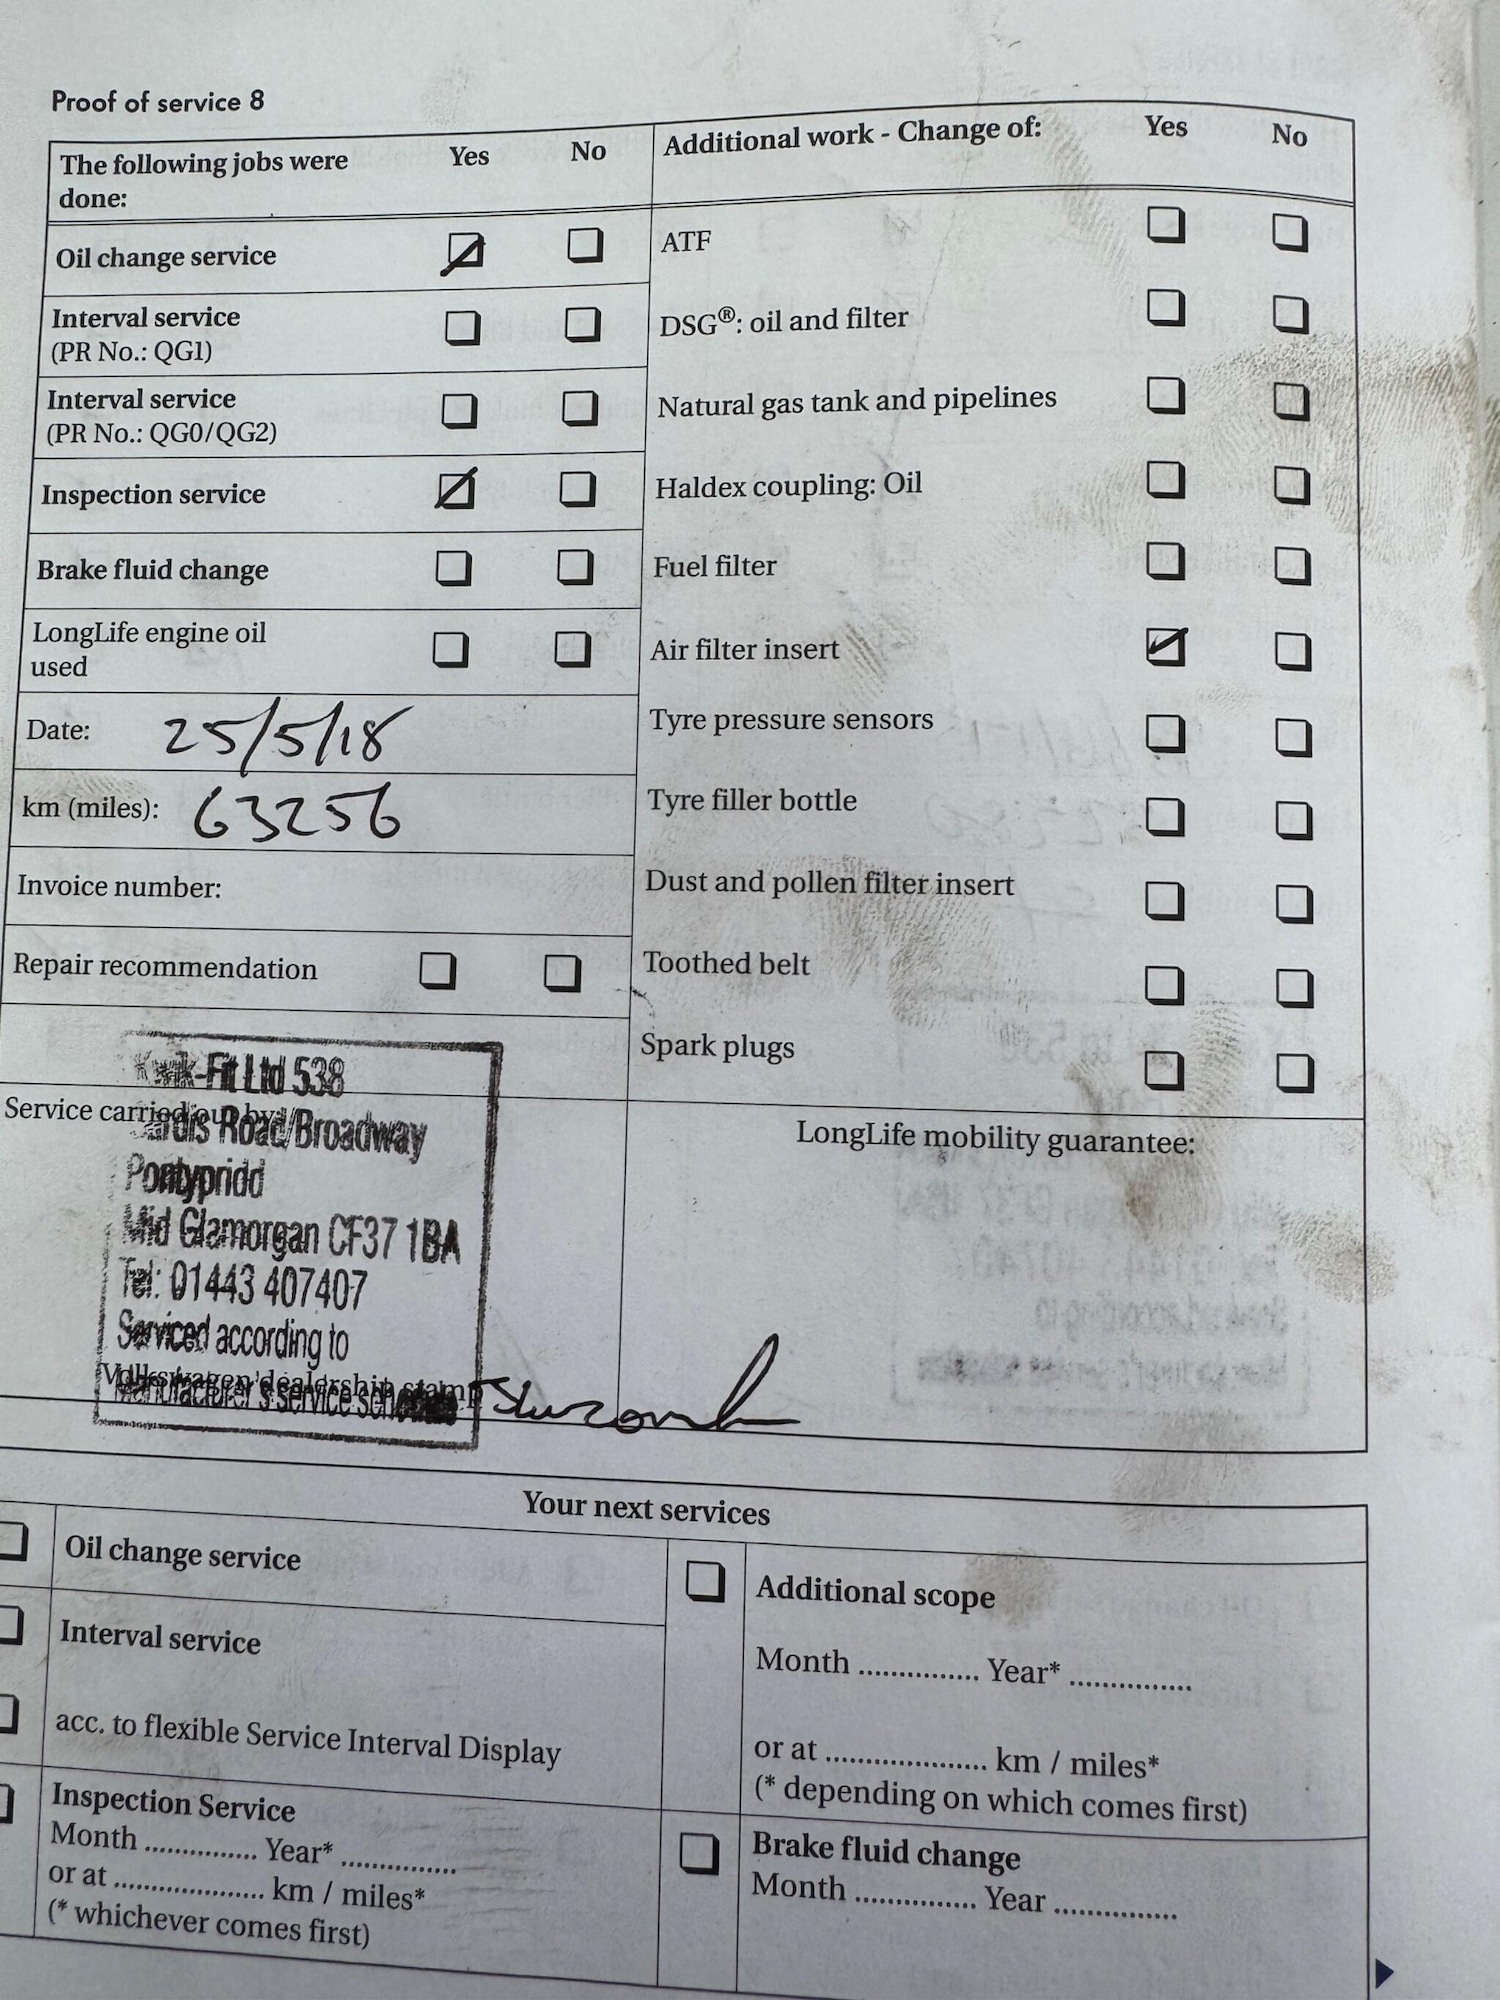 Proof of service 8
The following jobs were
done:
Yes
No
Oil change service
Interval service
(PR No.: QG1)
Interval service
(PR No.: QG0/QG2)
Inspection service
Brake fluid change
LongLife engine oil
used
Date: 25/5/18
km (miles): 63256
Invoice number:
Repair recommendation
Service carried out by:
Kwik-Fit Ltd 538
Road/Broadway
Pontypridd
Mid Glamorgan CF37 1BA
Tel: 01443 407407
Serviced according to
Manufacturer's service schedule
Volkswagen dealership stamp
Additional work - Change of:
Yes
No
ATF
DSG®: oil and filter
Natural gas tank and pipelines
Haldex coupling: Oil
Fuel filter
Air filter insert
Tyre pressure sensors
Tyre filler bottle
Dust and pollen filter insert
Toothed belt
Spark plugs
LongLife mobility guarantee:
Your next services
Oil change service
Interval service
acc. to flexible Service Interval Display
Inspection Service
Month ............... Year* ...............
or at .................... km / miles*
(* whichever comes first)
Additional scope
Month ............... Year* ...............
or at .................... km / miles*
(* depending on which comes first)
Brake fluid change
Month ............... Year ...............